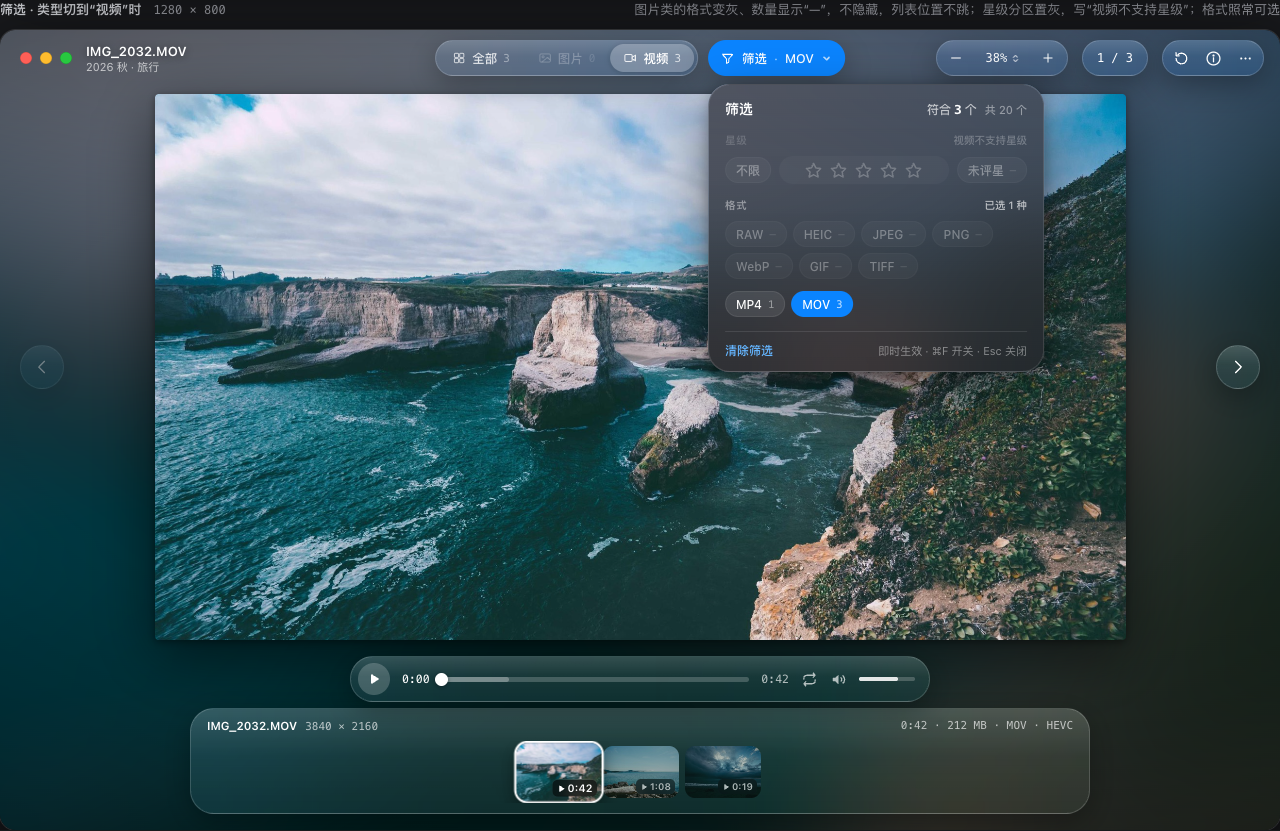 筛选 · 类型切到“视频”时 1280 × 800
图片类的格式变灰、数量显示“—”，不隐藏，列表位置不跳；星级分区置灰，写“视频不支持星级”；格式照常可选
IMG_2032.MOV
2026 秋 · 旅行
全部 3
图片 0
视频 3
筛选 · MOV
38%
1 / 3
筛选
符合 3 个 共 20 个
星级
视频不支持星级
不限
未评星 –
格式
已选 1 种
RAW – HEIC – JPEG – PNG –
WebP – GIF – TIFF –
MP4 1 MOV 3
清除筛选
即时生效 · ⌘F 开关 · Esc 关闭
0:00
0:42
IMG_2032.MOV 3840 × 2160
0:42 · 212 MB · MOV · HEVC
0:42
1:08
0:19